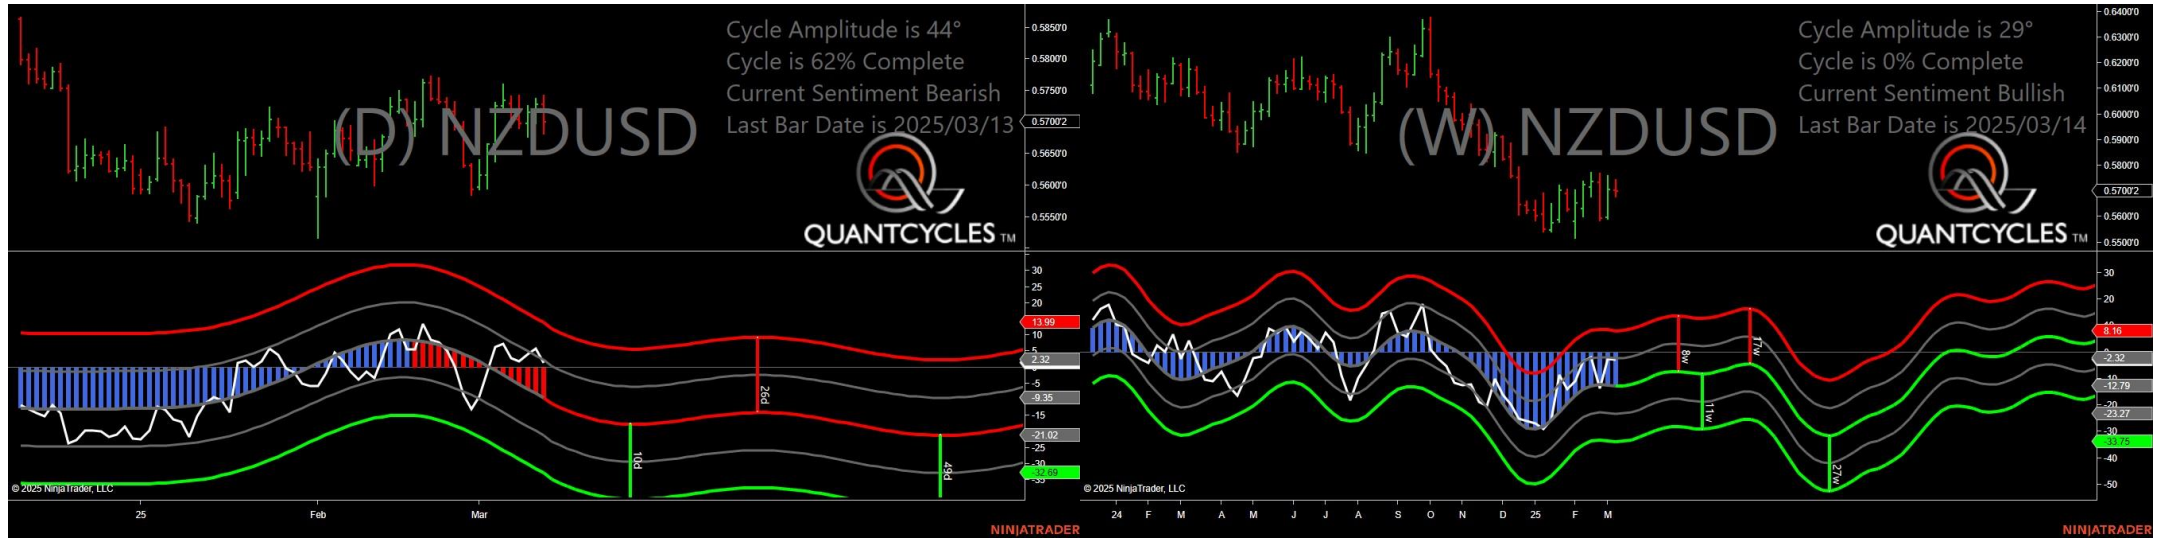 Cycle Amplitude is 44°
Cycle is 62% Complete
Current Sentiment Bearish
Last Bar Date is 2025/03/13
(D) NZDUSD
QUANTCYCLES TM
0.5850'0
0.5800'0
0.5750'0
0.5700'2
0.5650'0
0.5600'0
0.5550'0
30
25
20
13.99
5
2.32
-5
-9.35
-15
-21.02
-25
-30
-32.69
-35
10d
26d
49d
© 2025 NinjaTrader, LLC
25
Feb
Mar
NINJATRADER
Cycle Amplitude is 29°
Cycle is 0% Complete
Current Sentiment Bullish
Last Bar Date is 2025/03/14
(W) NZDUSD
QUANTCYCLES TM
0.6400'0
0.6300'0
0.6200'0
0.6100'0
0.6000'0
0.5900'0
0.5800'0
0.5700'2
0.5600'0
0.5500'0
30
20
8.16
-2.32
-12.79
-20
-23.27
-30
-33.75
-40
-50
8w
11w
17w
27w
© 2025 NinjaTrader, LLC
24 F M A M J J A S O N D 25 F M
NINJATRADER